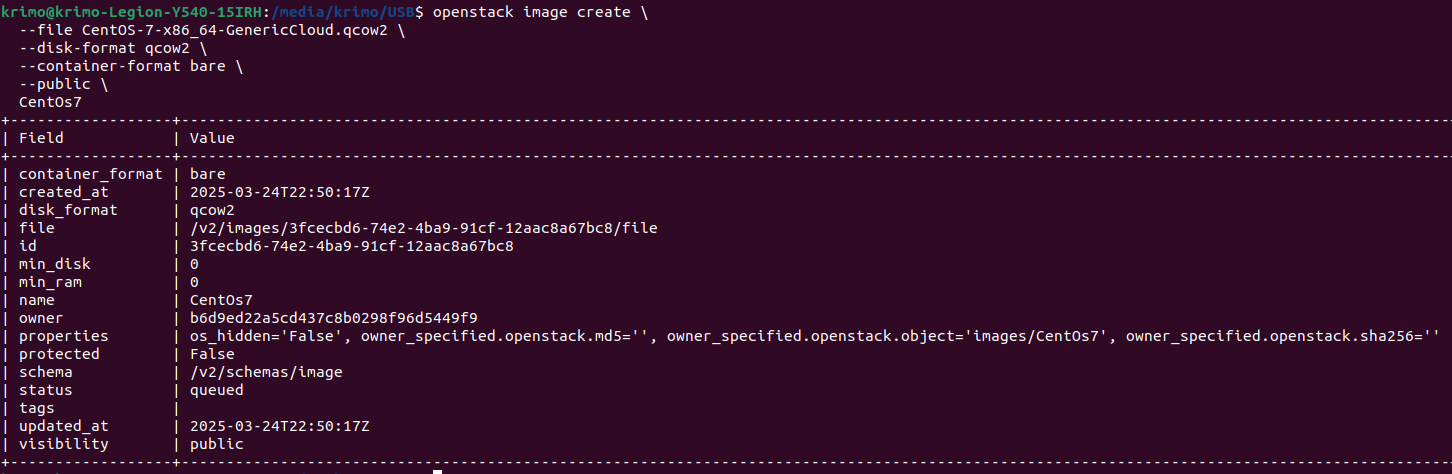 krimo@krimo-Legion-Y540-15IRH:/media/krimo/USB$ openstack image create \
  --file CentOS-7-x86_64-GenericCloud.qcow2 \
  --disk-format qcow2 \
  --container-format bare \
  --public \
  CentOs7
| Field | Value
| container_format | bare
| created_at | 2025-03-24T22:50:17Z
| disk_format | qcow2
| file | /v2/images/3fcecbd6-74e2-4ba9-91cf-12aac8a67bc8/file
| id | 3fcecbd6-74e2-4ba9-91cf-12aac8a67bc8
| min_disk | 0
| min_ram | 0
| name | CentOs7
| owner | b6d9ed22a5cd437c8b0298f96d5449f9
| properties | os_hidden='False', owner_specified.openstack.md5='', owner_specified.openstack.object='images/CentOs7', owner_specified.openstack.sha256=''
| protected | False
| schema | /v2/schemas/image
| status | queued
| tags |
| updated_at | 2025-03-24T22:50:17Z
| visibility | public